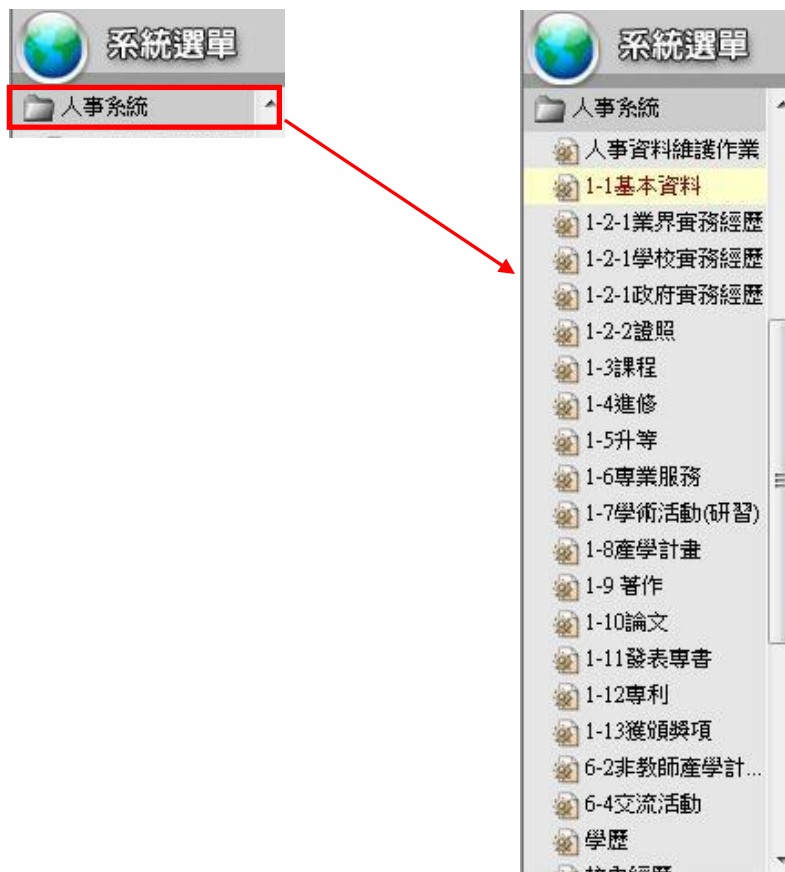 系統選單
人事系統
系統選單
人事系統
人事資料維護作業
1-1基本資料
1-2-1業界實務經歷
1-2-1學校實務經歷
1-2-1政府實務經歷
1-2-2證照
1-3課程
1-4進修
1-5升等
1-6專業服務
1-7學術活動(研習)
1-8產學計畫
1-9 著作
1-10論文
1-11發表專書
1-12專利
1-13獲頒獎項
6-2非教師產學計...
6-4交流活動
學歷